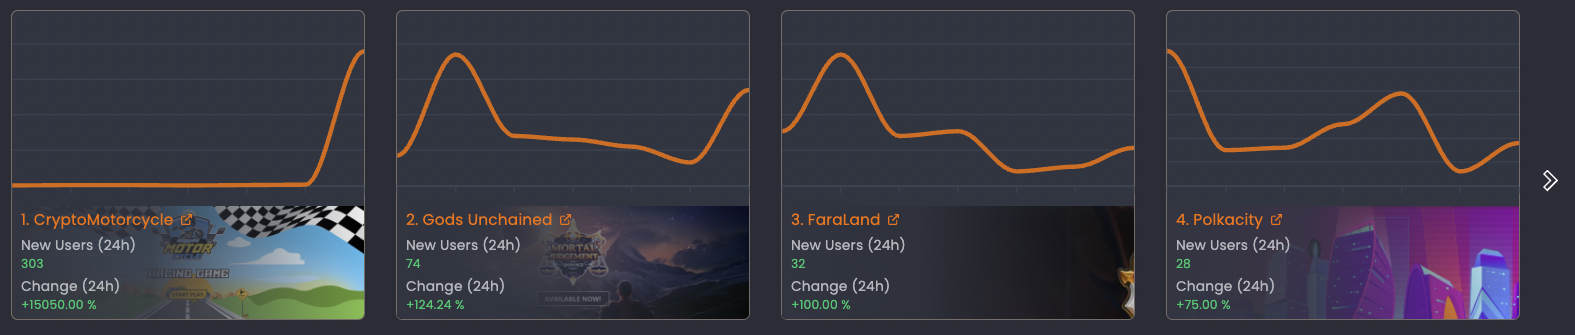 1. CryptoMotorcycle
New Users (24h)
303
Change (24h)
+15050.00 %
MOTOR
RACING GAME
START PLAY
2. Gods Unchained
New Users (24h)
74
Change (24h)
+124.24 %
MORTAL
JUDGEMENT
AVAILABLE NOW!
3. FaraLand
New Users (24h)
32
Change (24h)
+100.00 %
4. Polkacity
New Users (24h)
28
Change (24h)
+75.00 %